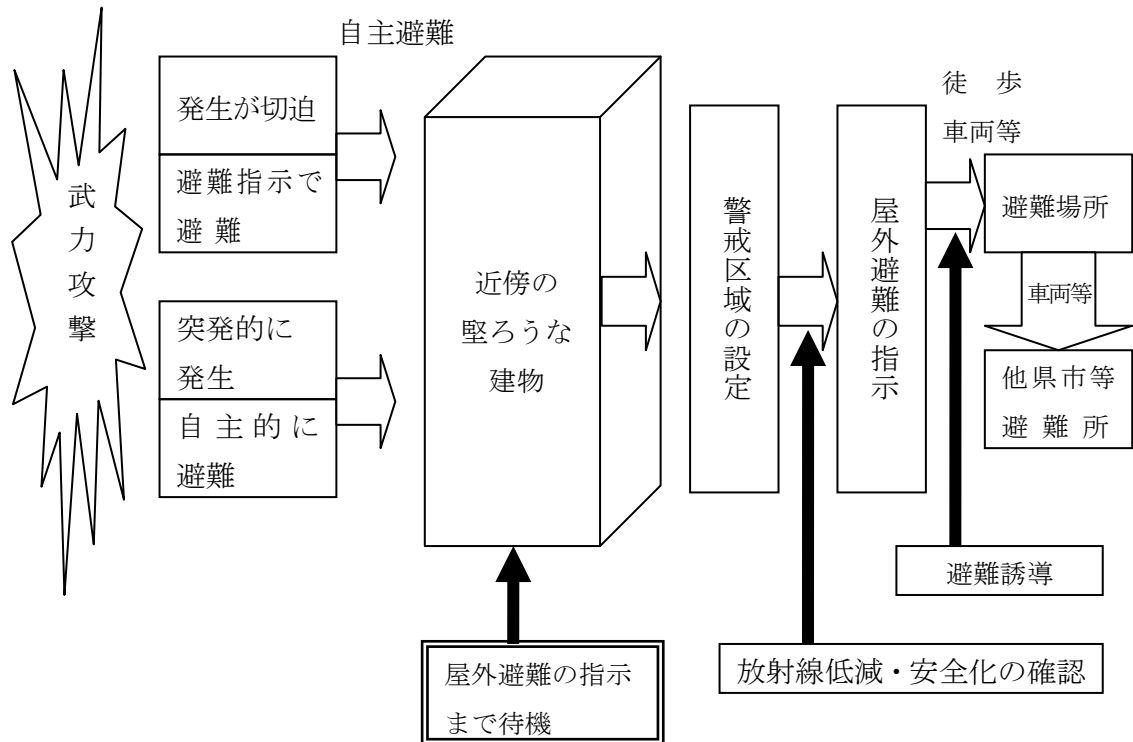 自主避難
武力攻撃
発生が切迫
避難指示で
避難
突発的に
発生
自主的に
避難
近傍の
堅ろうな
建物
屋外避難の指示
まで待機
警戒区域の設定
屋外避難の指示
徒 歩
車両等
避難場所
車両等
他県市等
避難所
避難誘導
放射線低減・安全化の確認